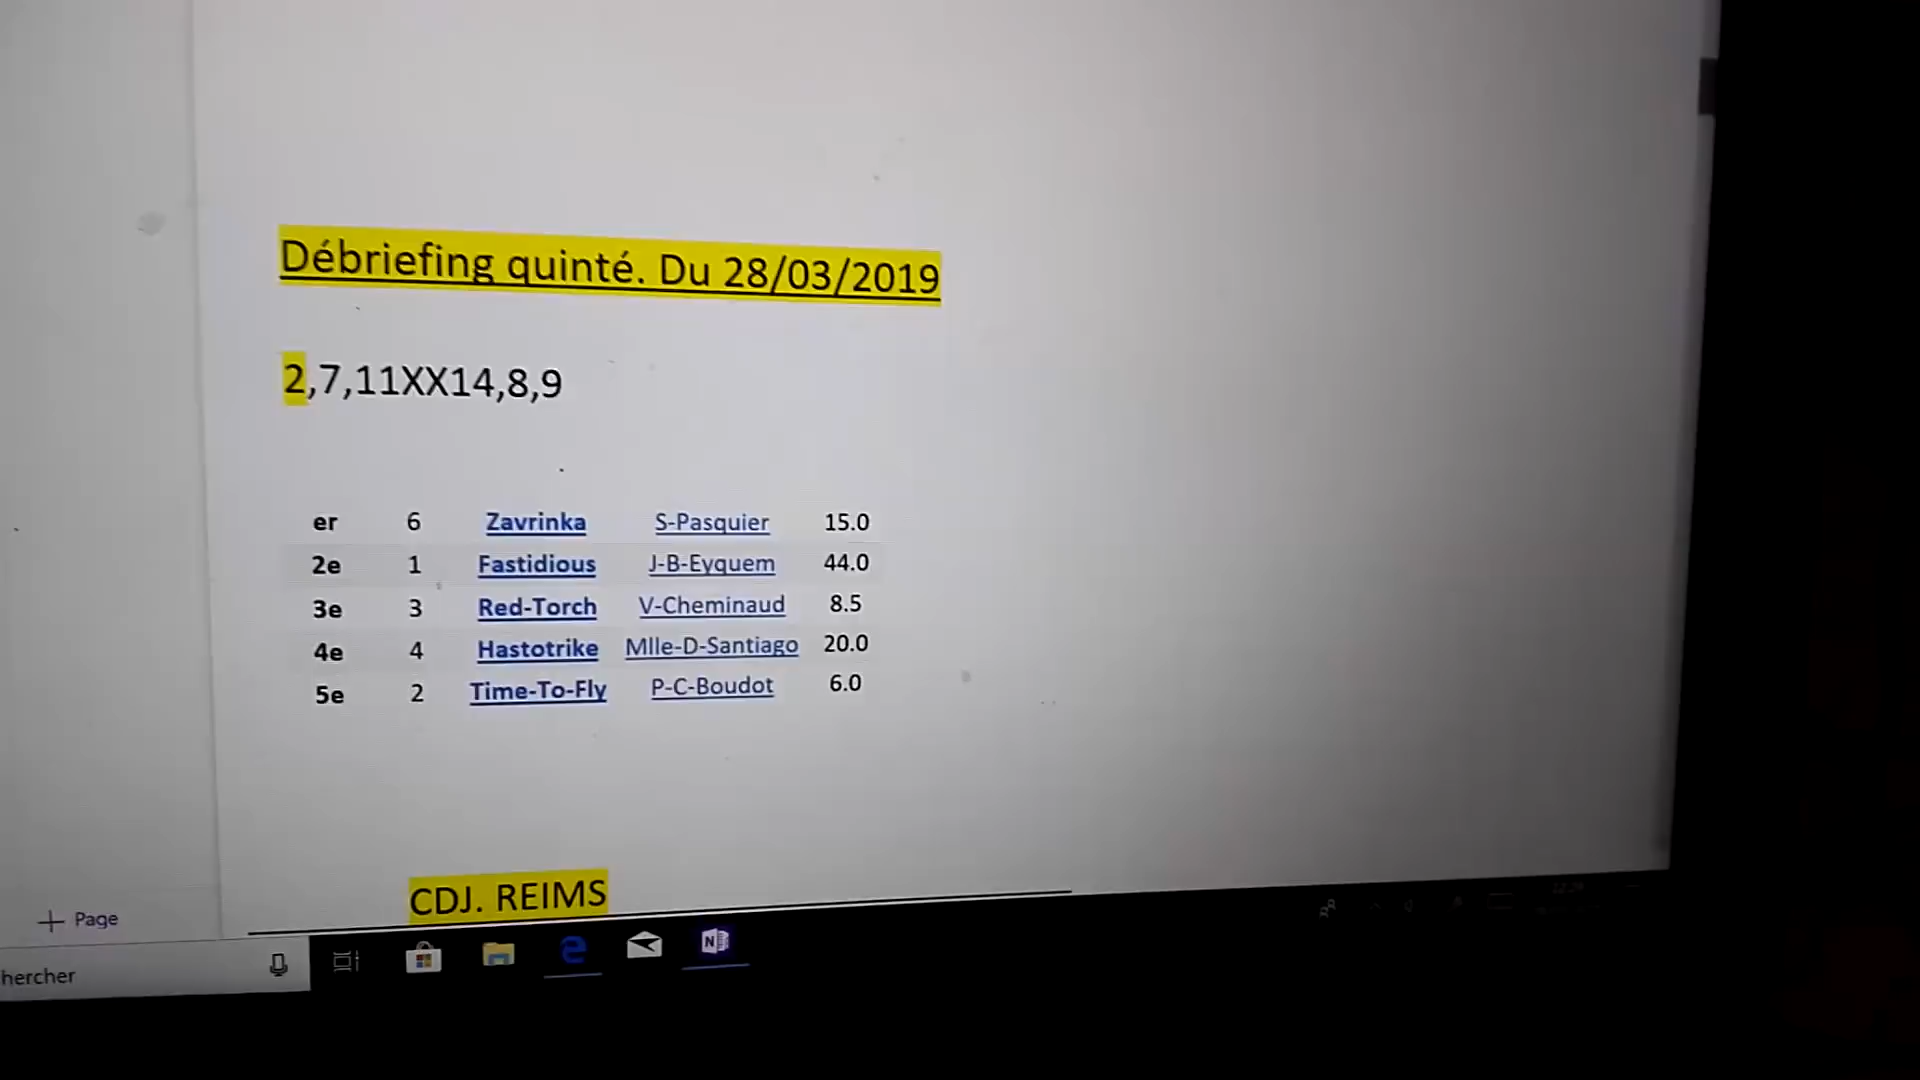 Débriefing quinté. Du 28/03/2019
2,7,11XX14,8,9
er 6 Zavrinka S-Pasquier 15.0
2e 1 Fastidious J-B-Eyquem 44.0
3e 3 Red-Torch V-Cheminaud 8.5
4e 4 Hastotrike Mlle-D-Santiago 20.0
5e 2 Time-To-Fly P-C-Boudot 6.0
CDJ. REIMS
Page
hercher
N